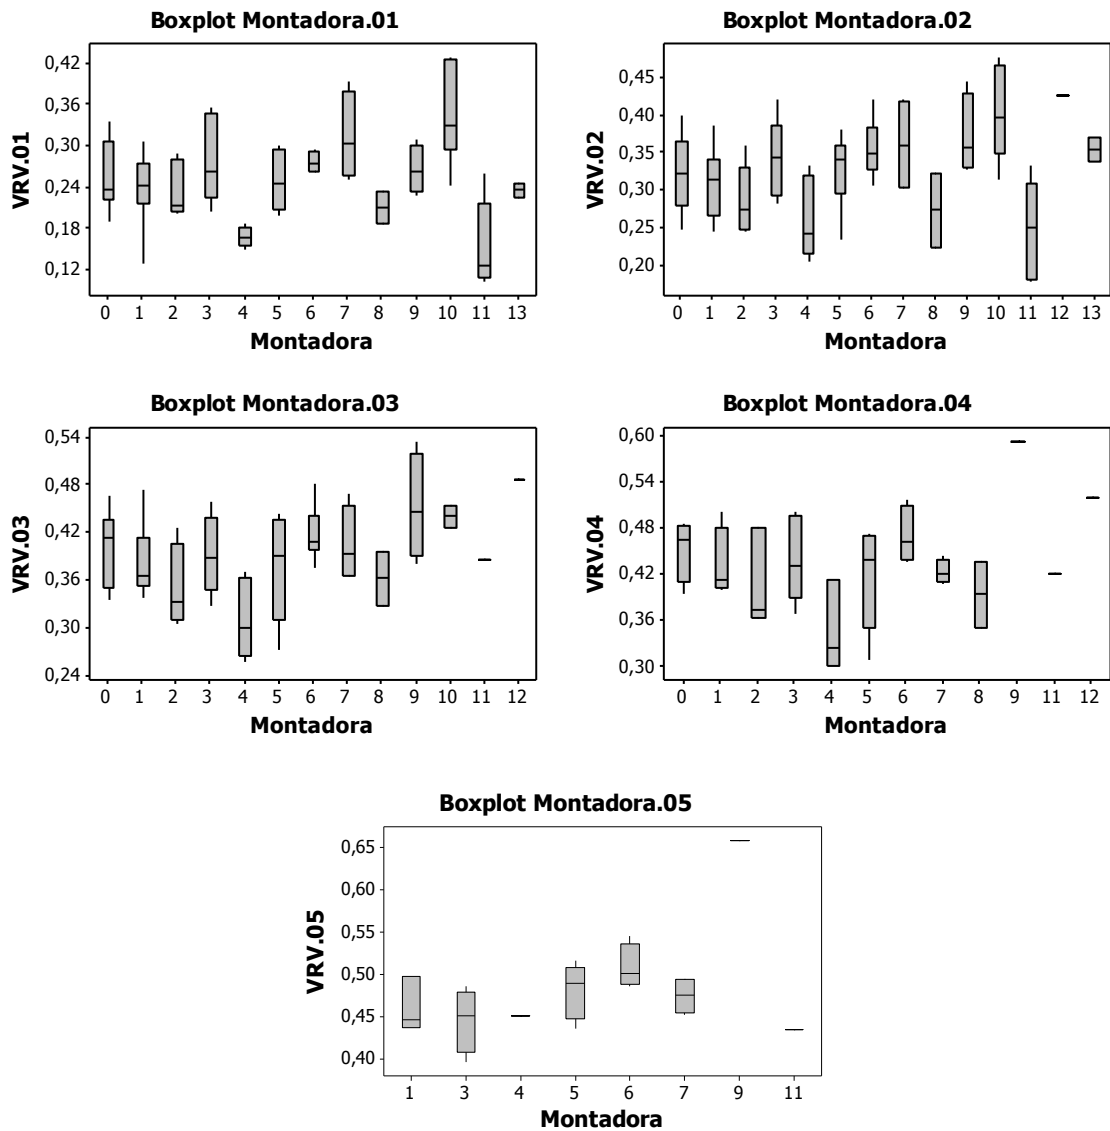 Boxplot Montadora.01
VRV.01
0,42
0,36
0,30
0,24
0,18
0,12
0 1 2 3 4 5 6 7 8 9 10 11 13
Montadora
Boxplot Montadora.02
VRV.02
0,45
0,40
0,35
0,30
0,25
0,20
0 1 2 3 4 5 6 7 8 9 10 11 12 13
Montadora
Boxplot Montadora.03
VRV.03
0,54
0,48
0,42
0,36
0,30
0,24
0 1 2 3 4 5 6 7 8 9 10 11 12
Montadora
Boxplot Montadora.04
VRV.04
0,60
0,54
0,48
0,42
0,36
0,30
0 1 2 3 4 5 6 7 8 9 11 12
Montadora
Boxplot Montadora.05
VRV.05
0,65
0,60
0,55
0,50
0,45
0,40
1 3 4 5 6 7 9 11
Montadora